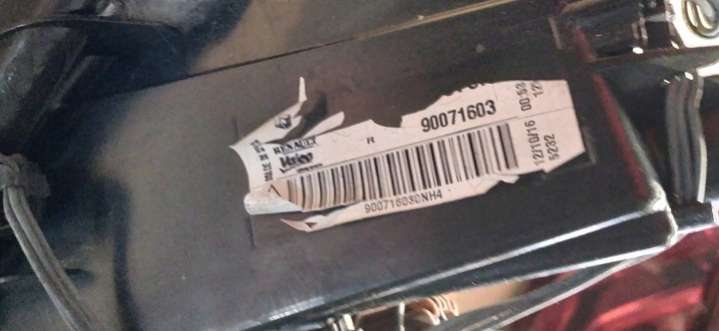 RENAULT
Valeo
R
90071603
900716030NH4
12/10/16
00:53
5232